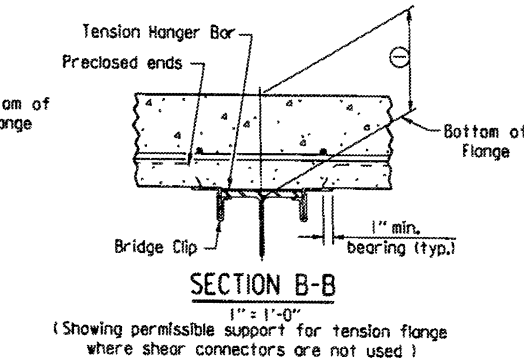 Tension Hanger Bar
Preclosed ends
om of
ange
Bottom of
Flange
Bridge Clip
1" min.
bearing (typ.)
SECTION B-B
1" = 1'-0"
(Showing permissible support for tension flange
where shear connectors are not used)